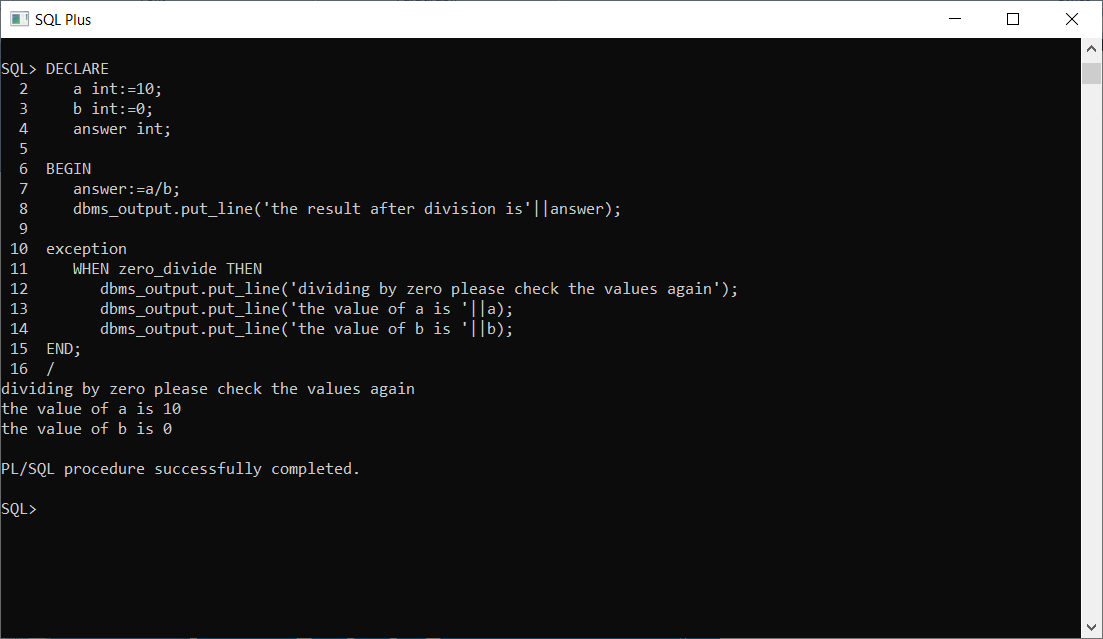 SQL Plus
SQL> DECLARE
  2     a int:=10;
  3     b int:=0;
  4     answer int;
  5
  6  BEGIN
  7     answer:=a/b;
  8     dbms_output.put_line('the result after division is'||answer);
  9
 10  exception
 11     WHEN zero_divide THEN
 12        dbms_output.put_line('dividing by zero please check the values again');
 13        dbms_output.put_line('the value of a is '||a);
 14        dbms_output.put_line('the value of b is '||b);
 15  END;
 16  /
dividing by zero please check the values again
the value of a is 10
the value of b is 0
PL/SQL procedure successfully completed.
SQL>